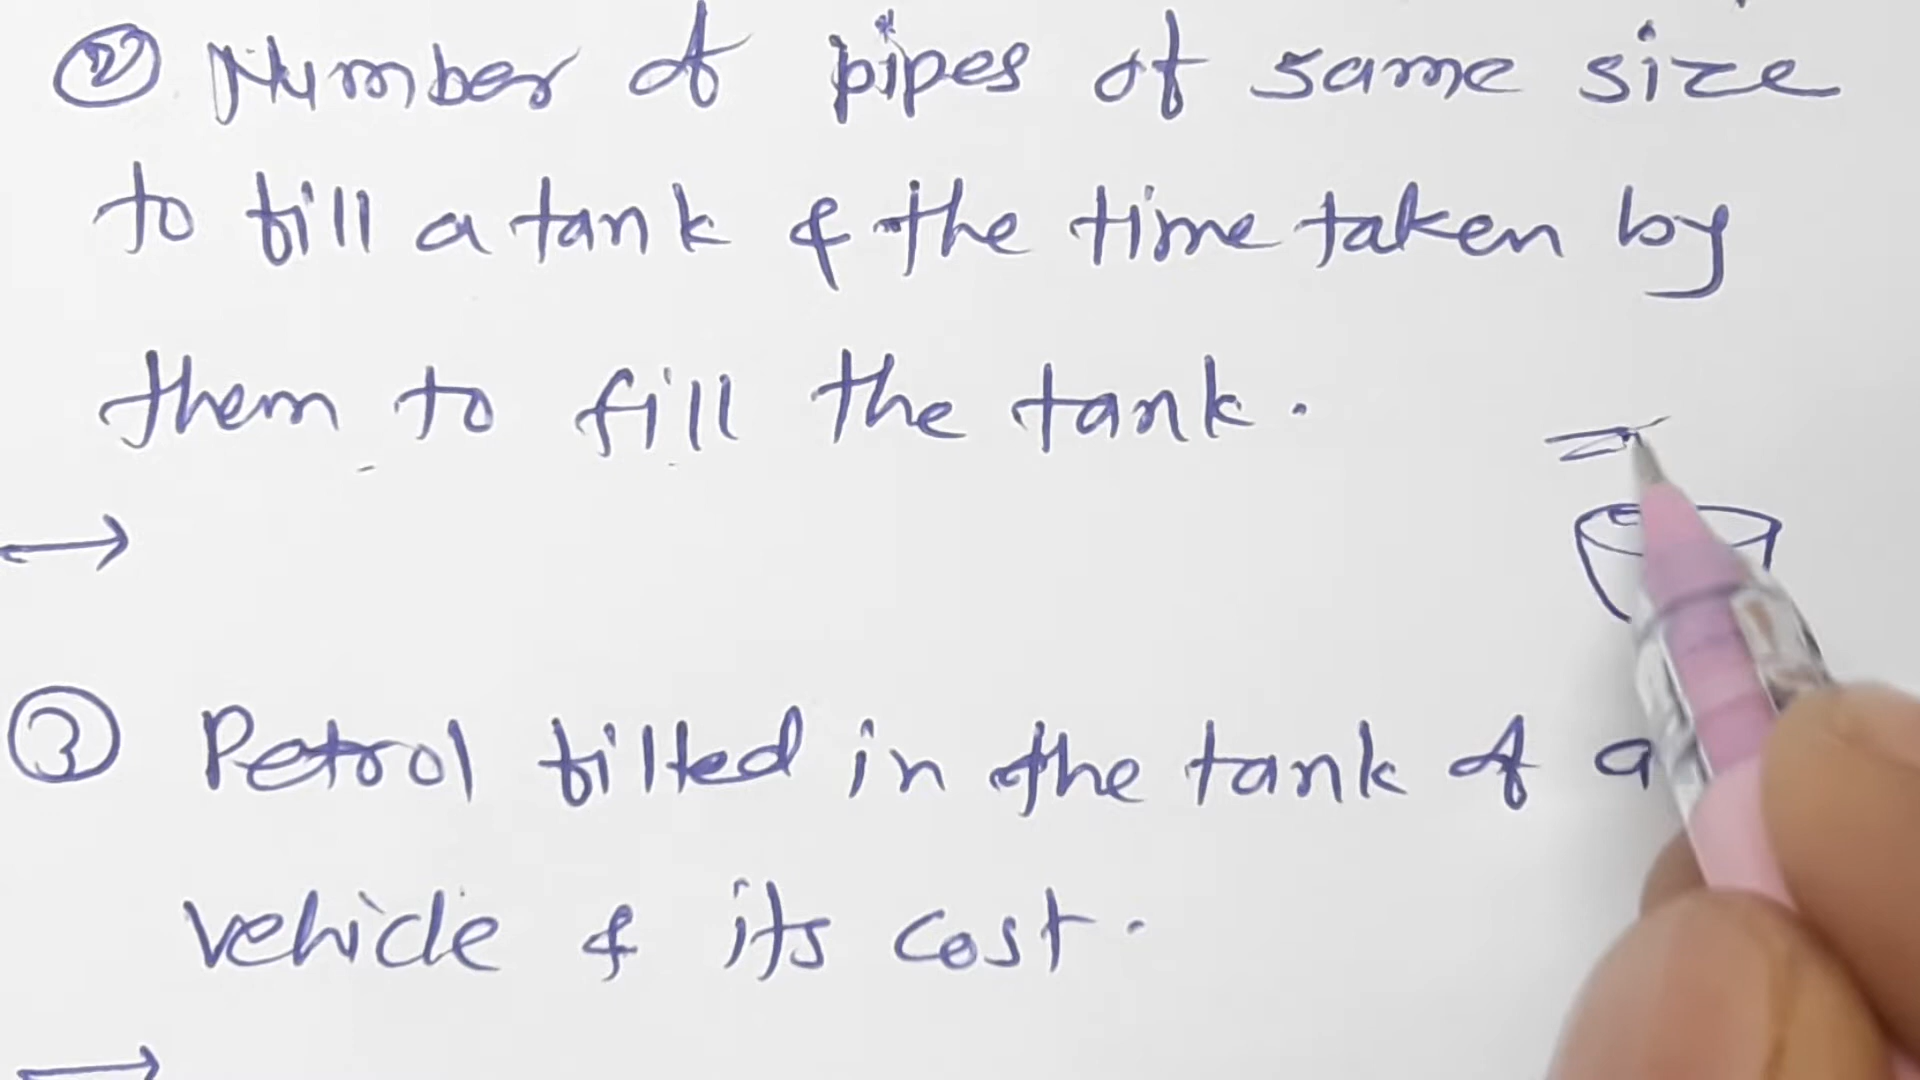 ② Number of pipes of same size
to fill a tank & the time taken by
them to fill the tank.
→
③ Petrol filled in the tank of a
vehicle & its cost.
→